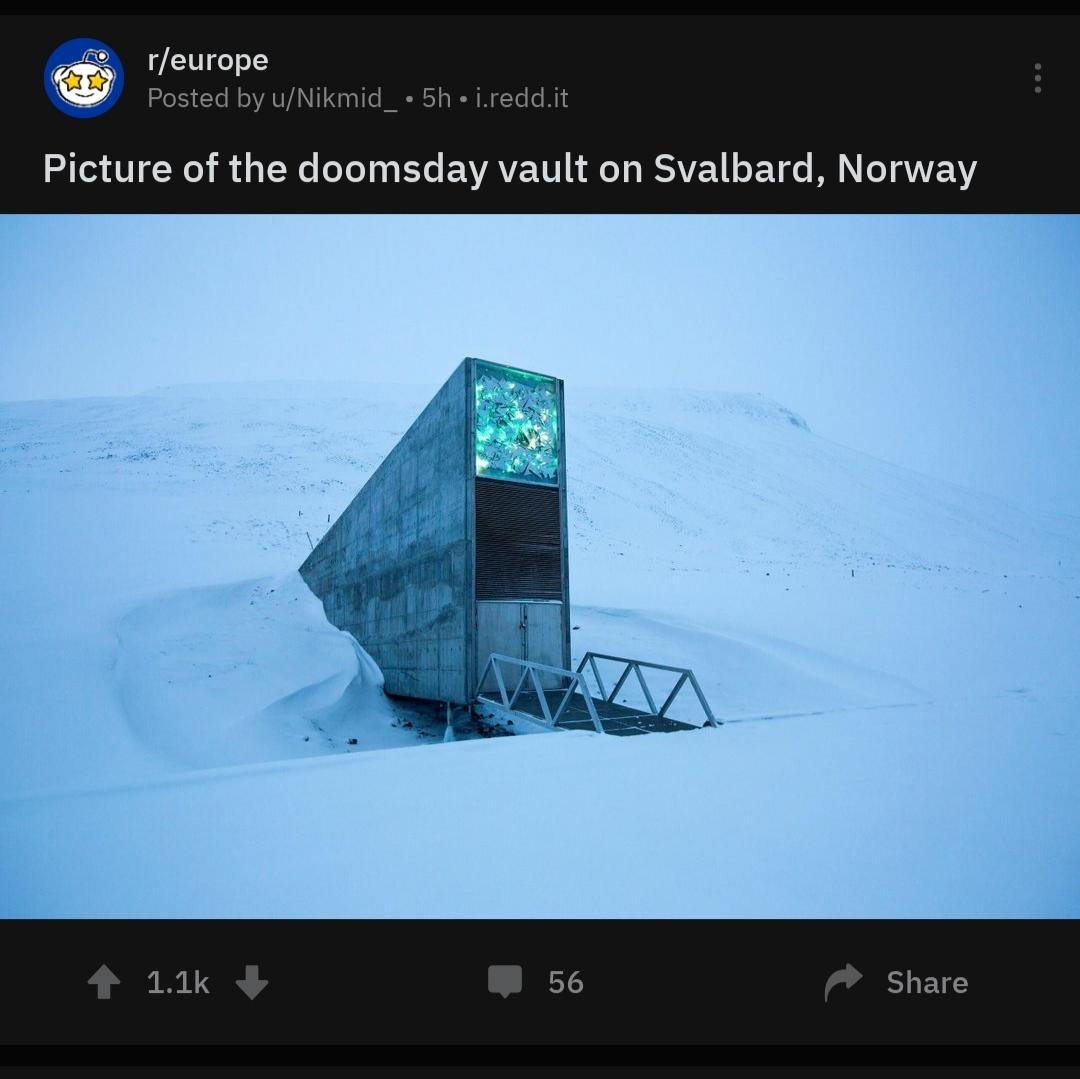 r/europe
Posted by u/Nikmid_ • 5h • i.redd.it
Picture of the doomsday vault on Svalbard, Norway
1.1k 56 Share